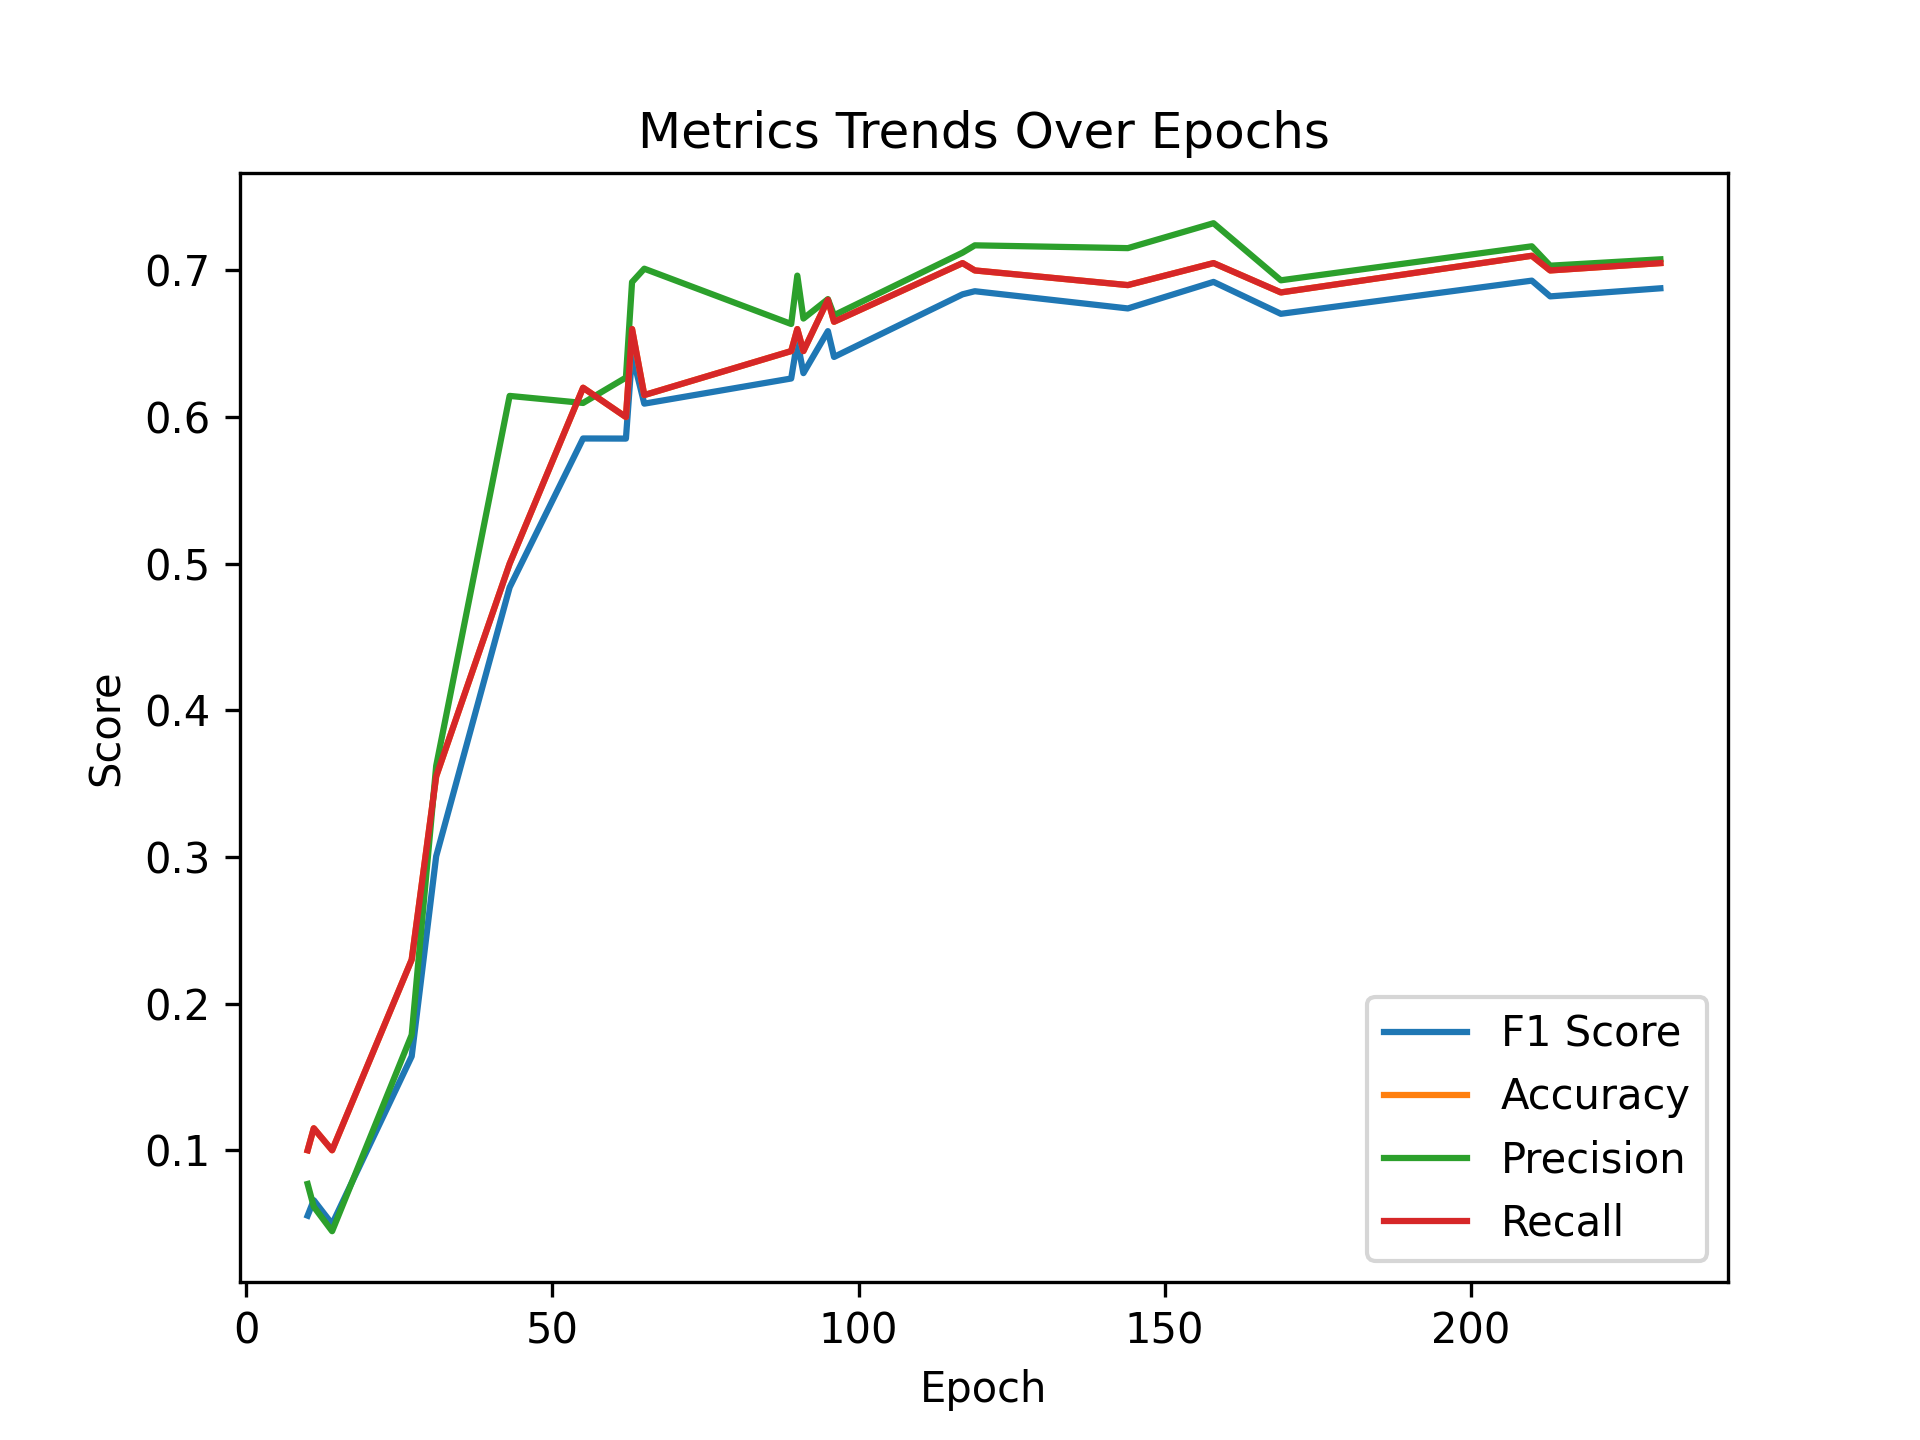 Metrics Trends Over Epochs
Score
0.7
0.6
0.5
0.4
0.3
0.2
0.1
0 50 100 150 200
Epoch
F1 Score
Accuracy
Precision
Recall